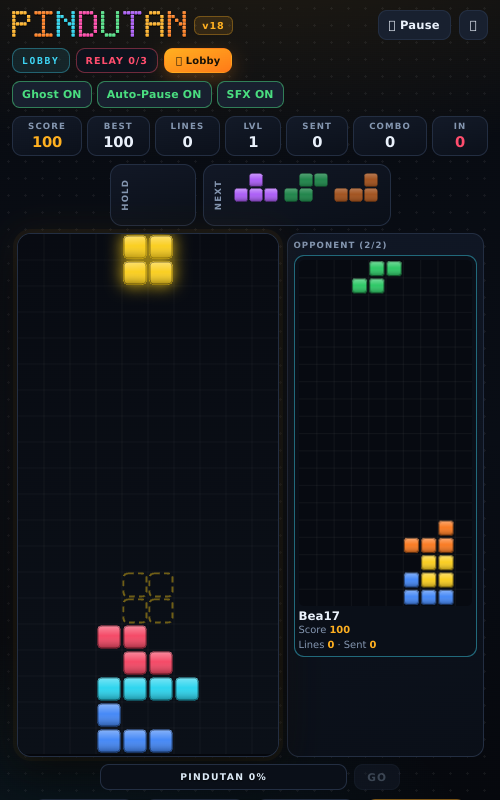 PINDUTAN v18
Pause
LOBBY RELAY 0/3 Lobby
Ghost ON Auto-Pause ON SFX ON
SCORE BEST LINES LVL SENT COMBO IN
100 100 0 1 0 0 0
HOLD NEXT
OPPONENT (2/2)
Bea17
Score 100
Lines 0 · Sent 0
PINDUTAN 0% GO